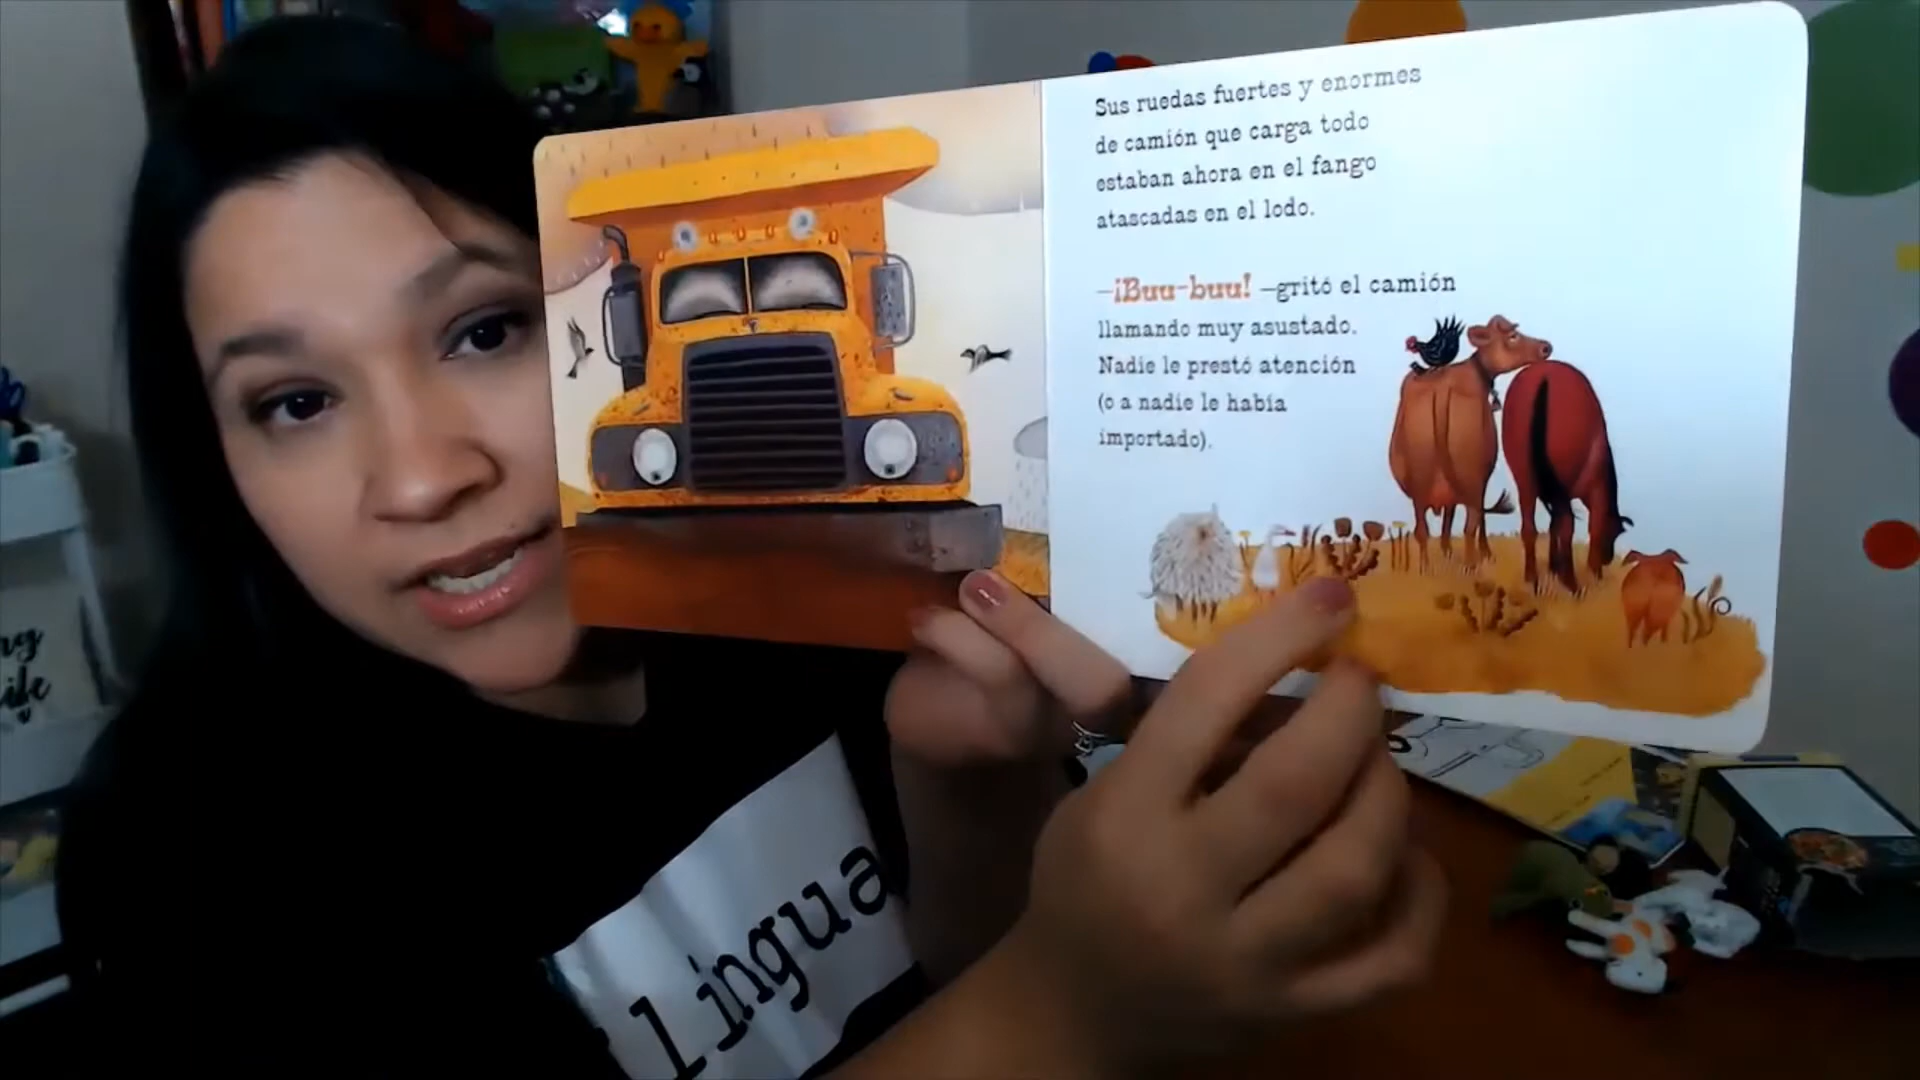 Sus ruedas fuertes y enormes
de camión que carga todo
estaban ahora en el fango
atascadas en el lodo.
—¡Buu-buu! —gritó el camión
llamando muy asustado.
Nadie le prestó atención
(o a nadie le había
importado).
lingua